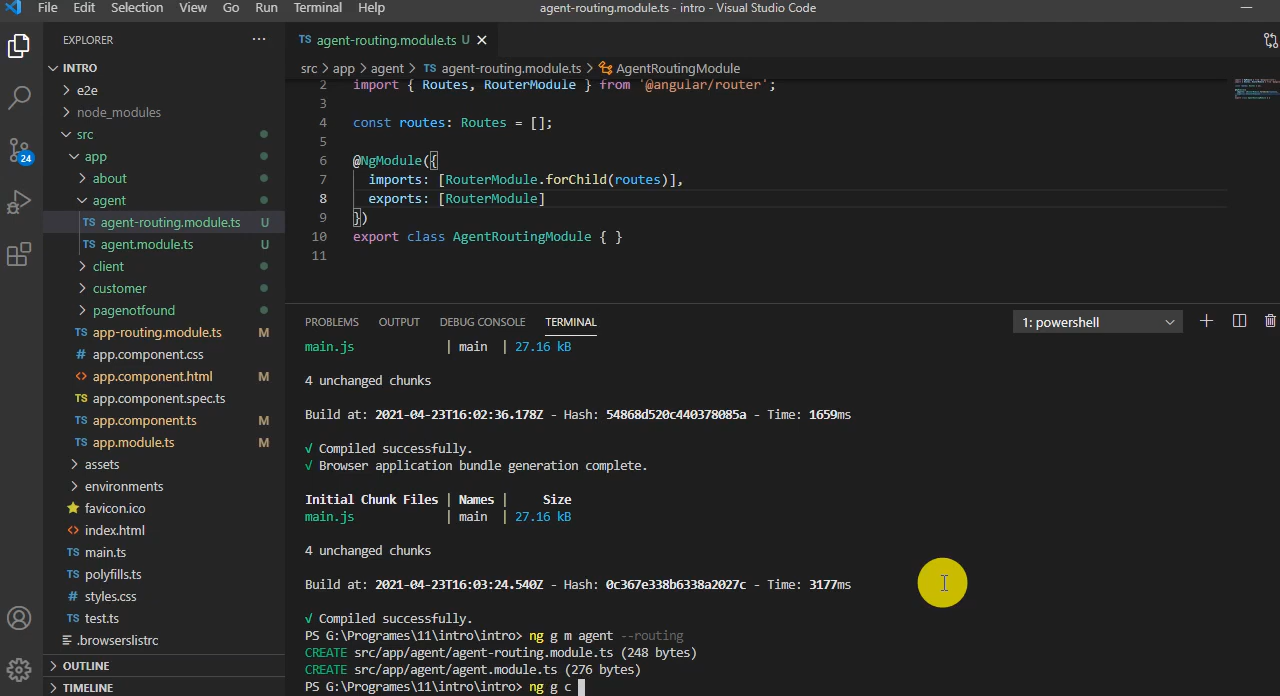 File Edit Selection View Go Run Terminal Help
agent-routing.module.ts - intro - Visual Studio Code
EXPLORER
INTRO
e2e
node_modules
src
app
about
agent
TS agent-routing.module.ts U
TS agent.module.ts U
client
customer
pagenotfound
TS app-routing.module.ts M
# app.component.css
<> app.component.html M
TS app.component.spec.ts
TS app.component.ts M
TS app.module.ts M
assets
environments
favicon.ico
<> index.html
TS main.ts
TS polyfills.ts
# styles.css
TS test.ts
.browserslistrc
OUTLINE
TIMELINE
24
TS agent-routing.module.ts U
src > app > agent > TS agent-routing.module.ts > AgentRoutingModule
2 import { Routes, RouterModule } from '@angular/router';
3
4 const routes: Routes = [];
5
6 @NgModule({
7 imports: [RouterModule.forChild(routes)],
8 exports: [RouterModule]
9 })
10 export class AgentRoutingModule { }
11
PROBLEMS OUTPUT DEBUG CONSOLE TERMINAL
1: powershell
main.js | main | 27.16 kB
4 unchanged chunks
Build at: 2021-04-23T16:02:36.178Z - Hash: 54868d520c440378085a - Time: 1659ms
√ Compiled successfully.
√ Browser application bundle generation complete.
Initial Chunk Files | Names | Size
main.js | main | 27.16 kB
4 unchanged chunks
Build at: 2021-04-23T16:03:24.540Z - Hash: 0c367e338b6338a2027c - Time: 3177ms
√ Compiled successfully.
PS G:\Programes\11\intro\intro> ng g m agent --routing
CREATE src/app/agent/agent-routing.module.ts (248 bytes)
CREATE src/app/agent/agent.module.ts (276 bytes)
PS G:\Programes\11\intro\intro> ng g c